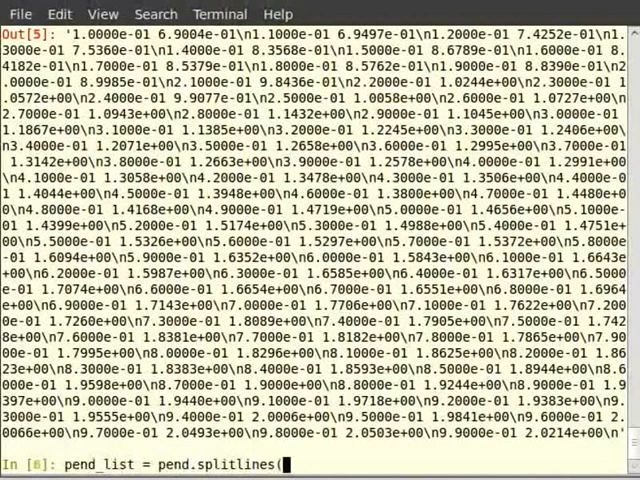 File Edit View Search Terminal Help
Out[5]: '1.0000e-01 6.9004e-01\n1.1000e-01 6.9497e-01\n1.2000e-01 7.4252e-01\n1.
3000e-01 7.5360e-01\n1.4000e-01 8.3568e-01\n1.5000e-01 8.6789e-01\n1.6000e-01 8.
4182e-01\n1.7000e-01 8.5379e-01\n1.8000e-01 8.5762e-01\n1.9000e-01 8.8390e-01\n2
.0000e-01 8.9985e-01\n2.1000e-01 9.8436e-01\n2.2000e-01 1.0244e+00\n2.3000e-01 1
.0572e+00\n2.4000e-01 9.9077e-01\n2.5000e-01 1.0058e+00\n2.6000e-01 1.0727e+00\n
2.7000e-01 1.0943e+00\n2.8000e-01 1.1432e+00\n2.9000e-01 1.1045e+00\n3.0000e-01
1.1867e+00\n3.1000e-01 1.1385e+00\n3.2000e-01 1.2245e+00\n3.3000e-01 1.2406e+00\
n3.4000e-01 1.2071e+00\n3.5000e-01 1.2658e+00\n3.6000e-01 1.2995e+00\n3.7000e-01
1.3142e+00\n3.8000e-01 1.2663e+00\n3.9000e-01 1.2578e+00\n4.0000e-01 1.2991e+00
\n4.1000e-01 1.3058e+00\n4.2000e-01 1.3478e+00\n4.3000e-01 1.3506e+00\n4.4000e-0
1 1.4044e+00\n4.5000e-01 1.3948e+00\n4.6000e-01 1.3800e+00\n4.7000e-01 1.4480e+0
0\n4.8000e-01 1.4168e+00\n4.9000e-01 1.4719e+00\n5.0000e-01 1.4656e+00\n5.1000e-
01 1.4399e+00\n5.2000e-01 1.5174e+00\n5.3000e-01 1.4988e+00\n5.4000e-01 1.4751e+
00\n5.5000e-01 1.5326e+00\n5.6000e-01 1.5297e+00\n5.7000e-01 1.5372e+00\n5.8000e
-01 1.6094e+00\n5.9000e-01 1.6352e+00\n6.0000e-01 1.5843e+00\n6.1000e-01 1.6643e
+00\n6.2000e-01 1.5987e+00\n6.3000e-01 1.6585e+00\n6.4000e-01 1.6317e+00\n6.5000
e-01 1.7074e+00\n6.6000e-01 1.6654e+00\n6.7000e-01 1.6551e+00\n6.8000e-01 1.6964
e+00\n6.9000e-01 1.7143e+00\n7.0000e-01 1.7706e+00\n7.1000e-01 1.7622e+00\n7.200
0e-01 1.7260e+00\n7.3000e-01 1.8089e+00\n7.4000e-01 1.7905e+00\n7.5000e-01 1.742
8e+00\n7.6000e-01 1.8381e+00\n7.7000e-01 1.8182e+00\n7.8000e-01 1.7865e+00\n7.90
00e-01 1.7995e+00\n8.0000e-01 1.8296e+00\n8.1000e-01 1.8625e+00\n8.2000e-01 1.86
23e+00\n8.3000e-01 1.8383e+00\n8.4000e-01 1.8593e+00\n8.5000e-01 1.8944e+00\n8.6
000e-01 1.9598e+00\n8.7000e-01 1.9000e+00\n8.8000e-01 1.9244e+00\n8.9000e-01 1.9
397e+00\n9.0000e-01 1.9440e+00\n9.1000e-01 1.9718e+00\n9.2000e-01 1.9383e+00\n9.
3000e-01 1.9555e+00\n9.4000e-01 2.0006e+00\n9.5000e-01 1.9841e+00\n9.6000e-01 2.
0066e+00\n9.7000e-01 2.0493e+00\n9.8000e-01 2.0503e+00\n9.9000e-01 2.0214e+00\n'
In [6]: pend_list = pend.splitlines(